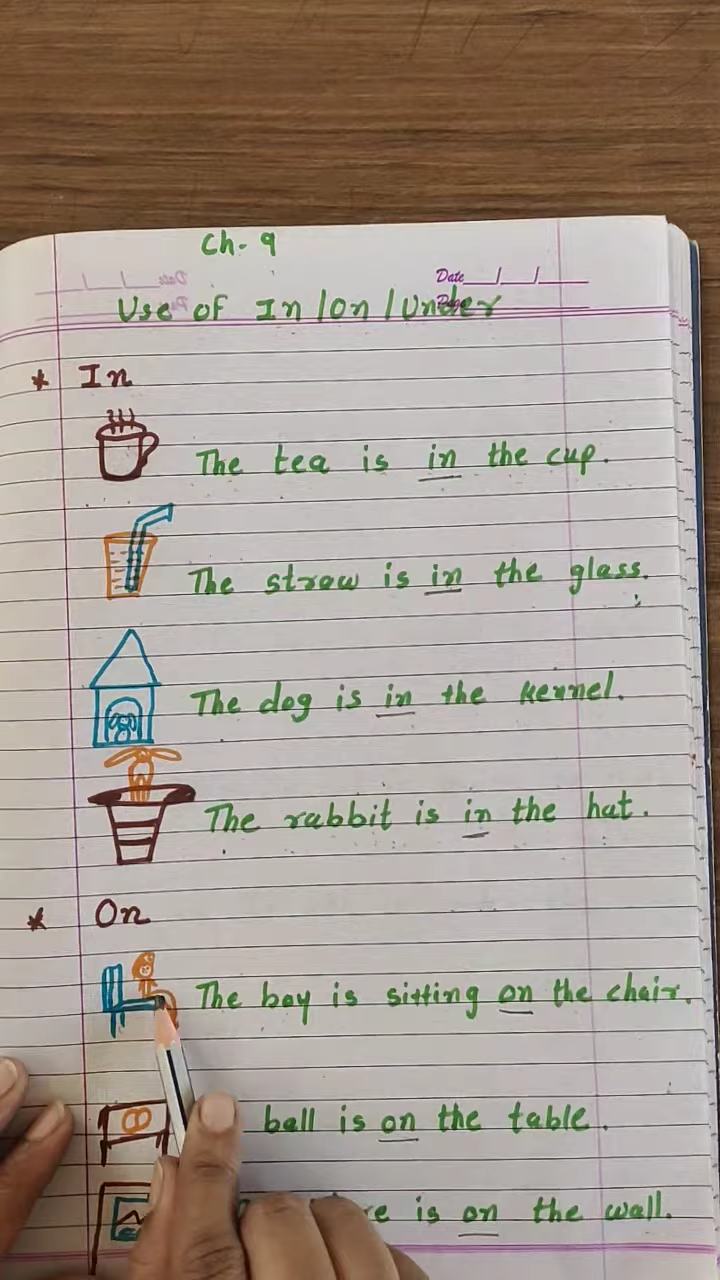 Ch-9
Date
Use of In/On/Under
* In
The tea is in the cup.
The straw is in the glass.
The dog is in the kennel.
The rabbit is in the hat.
* On
The boy is sitting on the chair.
ball is on the table.
is on the wall.